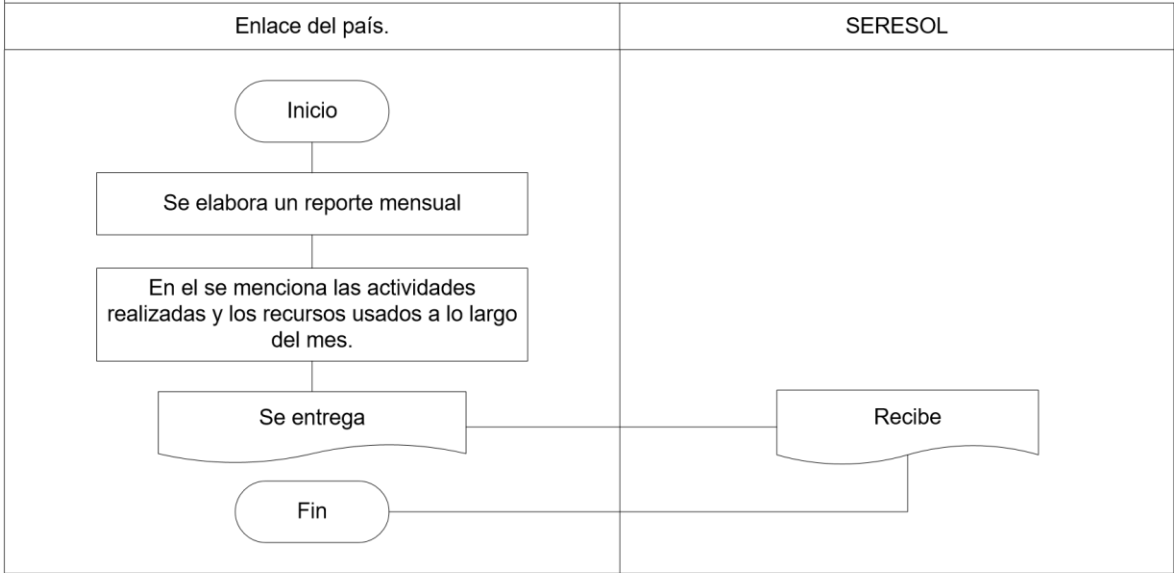 Enlace del país.
SERESOL
Inicio
Se elabora un reporte mensual
En el se menciona las actividades
realizadas y los recursos usados a lo largo
del mes.
Se entrega
Recibe
Fin